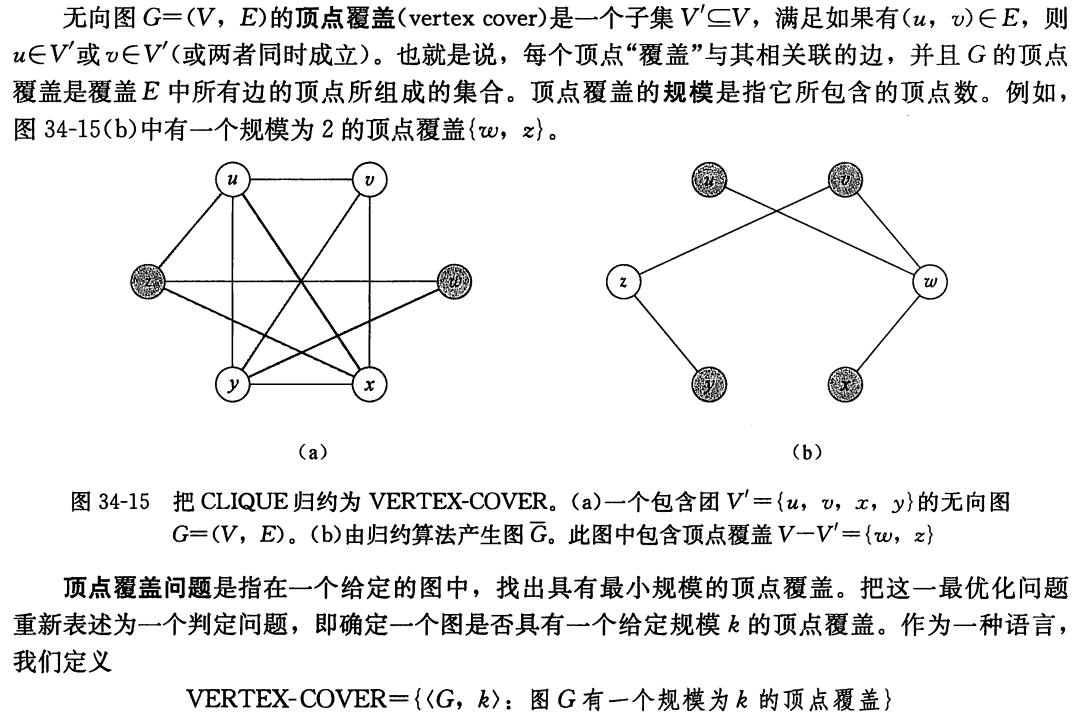 无向图 G=(V, E)的顶点覆盖(vertex cover)是一个子集 V′⊆V，满足如果有(u, v)∈E，则
u∈V′或 v∈V′(或两者同时成立)。也就是说，每个顶点“覆盖”与其相关联的边，并且 G 的顶点
覆盖是覆盖 E 中所有边的顶点所组成的集合。顶点覆盖的规模是指它所包含的顶点数。例如，
图 34-15(b)中有一个规模为 2 的顶点覆盖{w, z}。
u v
z w
y x
(a)
u v
z w
y x
(b)
图 34-15 把 CLIQUE 归约为 VERTEX-COVER。(a)一个包含团 V′={u, v, x, y}的无向图
G=(V, E)。(b)由归约算法产生图 G̅。此图中包含顶点覆盖 V−V′={w, z}
顶点覆盖问题是指在一个给定的图中，找出具有最小规模的顶点覆盖。把这一最优化问题
重新表述为一个判定问题，即确定一个图是否具有一个给定规模 k 的顶点覆盖。作为一种语言，
我们定义
VERTEX-COVER={⟨G, k⟩：图 G 有一个规模为 k 的顶点覆盖}